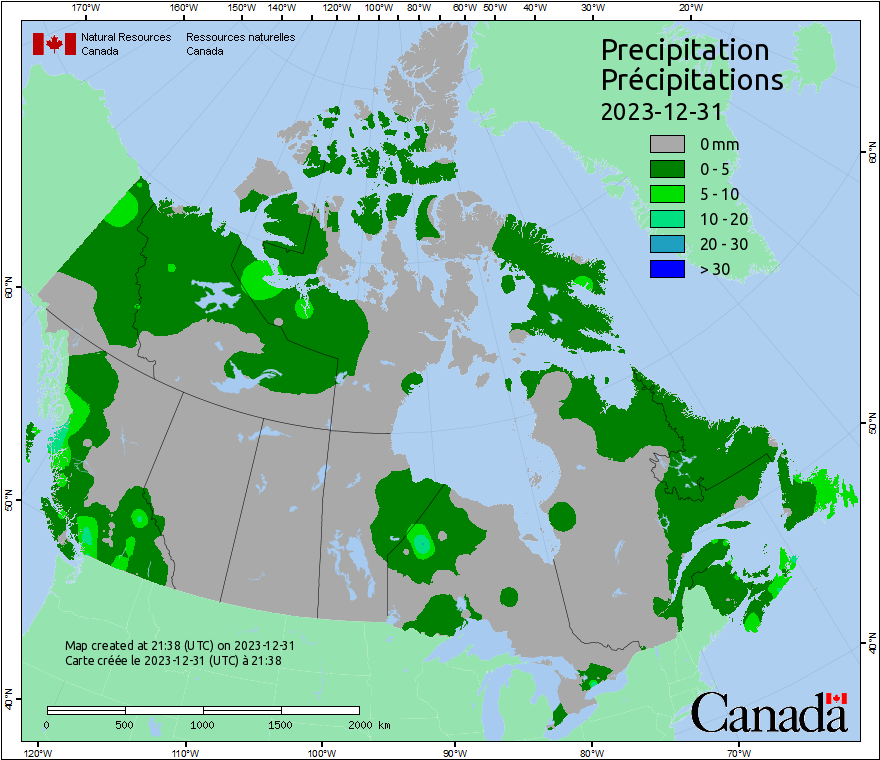 170°W 160°W 150°W 140°W 120°W 100°W 80°W 60°W 50°W 40°W 30°W 20°W
Natural Resources Ressources naturelles
Canada Canada
Precipitation
Précipitations
2023-12-31
0 mm
0 - 5
5 - 10
10 - 20
20 - 30
> 30
60°N
60°N
50°N
50°N
40°N
40°N
Map created at 21:38 (UTC) on 2023-12-31
Carte créée le 2023-12-31 (UTC) à 21:38
0 500 1000 1500 2000 km
Canada
120°W 110°W 100°W 90°W 80°W 70°W